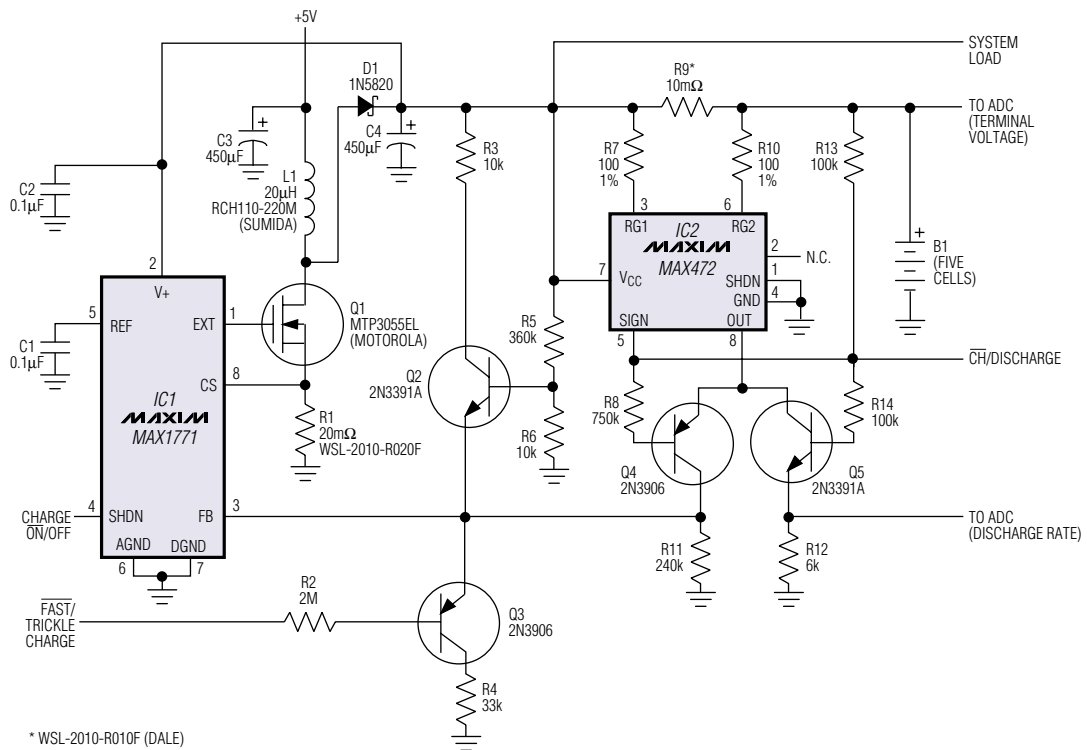 +5V
SYSTEM
LOAD
D1
1N5820
R9*
10mΩ
TO ADC
(TERMINAL
VOLTAGE)
C3
450µF
+
C4
450µF
+
R3
10k
R7
100
1%
R10
100
1%
R13
100k
C2
0.1µF
L1
20µH
RCH110-220M
(SUMIDA)
3
6
RG1
RG2
IC2
MAXIM
MAX472
2
N.C.
7
VCC
SHDN
1
GND
4
SIGN
OUT
5
8
+
B1
(FIVE
CELLS)
2
V+
5
REF
EXT
1
C1
0.1µF
Q1
MTP3055EL
(MOTOROLA)
CS
8
IC1
MAXIM
MAX1771
R1
20mΩ
WSL-2010-R020F
R5
360k
Q2
2N3391A
R6
10k
CH/DISCHARGE
R8
750k
R14
100k
Q4
2N3906
Q5
2N3391A
CHARGE
ON/OFF
4
SHDN
FB
3
AGND
DGND
6
7
R11
240k
R12
6k
TO ADC
(DISCHARGE RATE)
FAST/
TRICKLE
CHARGE
R2
2M
Q3
2N3906
R4
33k
* WSL-2010-R010F (DALE)